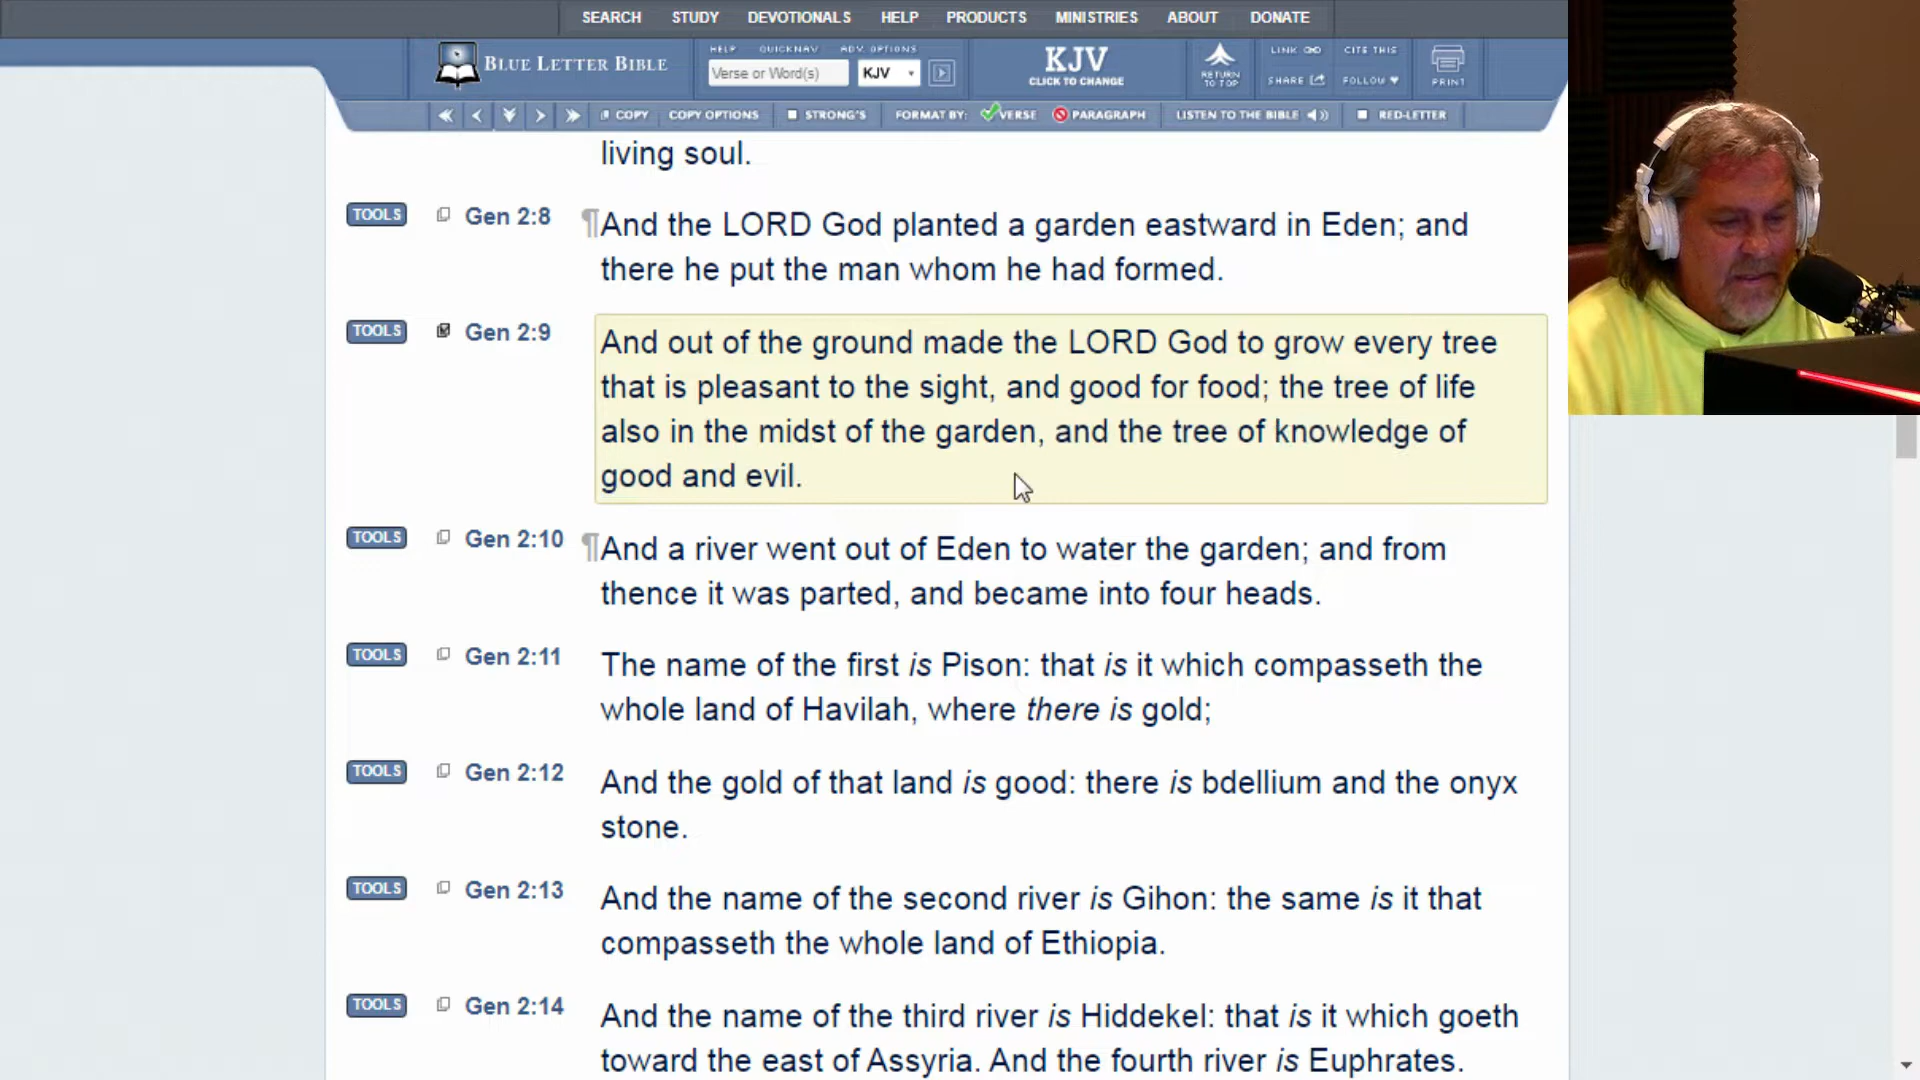 SEARCH STUDY DEVOTIONALS HELP PRODUCTS MINISTRIES ABOUT DONATE
BLUE LETTER BIBLE
HELP QUICKNAV ADV. OPTIONS
Verse or Word(s) KJV
KJV
CLICK TO CHANGE
RETURN
TO TOP
LINK CITE THIS
SHARE FOLLOW
PRINT
COPY COPY OPTIONS STRONG'S FORMAT BY: VERSE PARAGRAPH LISTEN TO THE BIBLE RED-LETTER
living soul.
TOOLS Gen 2:8 ¶And the LORD God planted a garden eastward in Eden; and
there he put the man whom he had formed.
TOOLS Gen 2:9 And out of the ground made the LORD God to grow every tree
that is pleasant to the sight, and good for food; the tree of life
also in the midst of the garden, and the tree of knowledge of
good and evil.
TOOLS Gen 2:10 ¶And a river went out of Eden to water the garden; and from
thence it was parted, and became into four heads.
TOOLS Gen 2:11 The name of the first is Pison: that is it which compasseth the
whole land of Havilah, where there is gold;
TOOLS Gen 2:12 And the gold of that land is good: there is bdellium and the onyx
stone.
TOOLS Gen 2:13 And the name of the second river is Gihon: the same is it that
compasseth the whole land of Ethiopia.
TOOLS Gen 2:14 And the name of the third river is Hiddekel: that is it which goeth
toward the east of Assyria. And the fourth river is Euphrates.